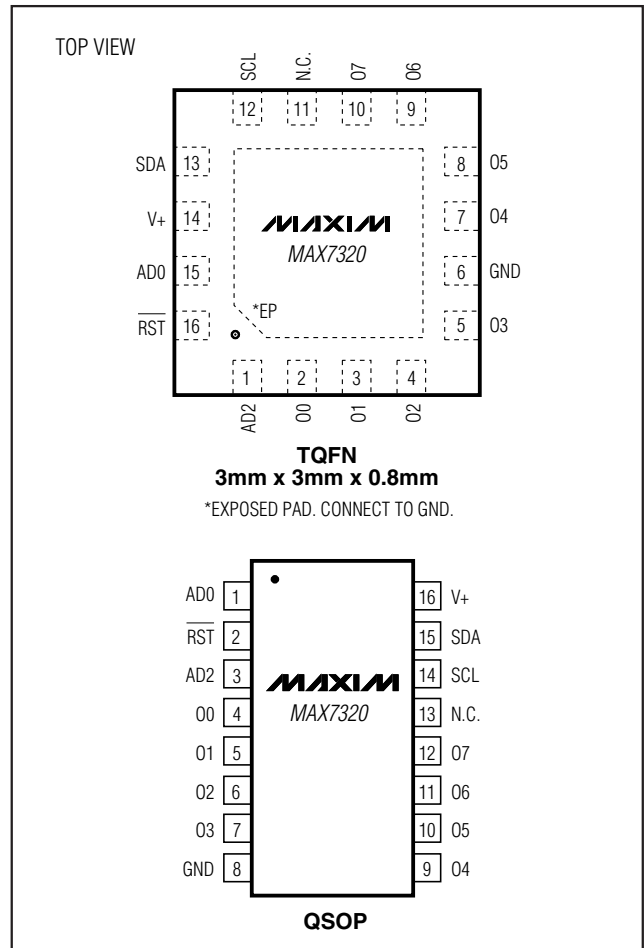 TOP VIEW
SCL N.C. O7 O6
12 11 10 9
SDA 13 8 O5
V+ 14 7 O4
MAXIM
MAX7320
AD0 15 6 GND
*EP
RST 16 5 O3
1 2 3 4
AD2 O0 O1 O2
TQFN
3mm x 3mm x 0.8mm
*EXPOSED PAD. CONNECT TO GND.
AD0 1 16 V+
RST 2 15 SDA
AD2 3 14 SCL
MAXIM
O0 4 MAX7320 13 N.C.
O1 5 12 O7
O2 6 11 O6
O3 7 10 O5
GND 8 9 O4
QSOP